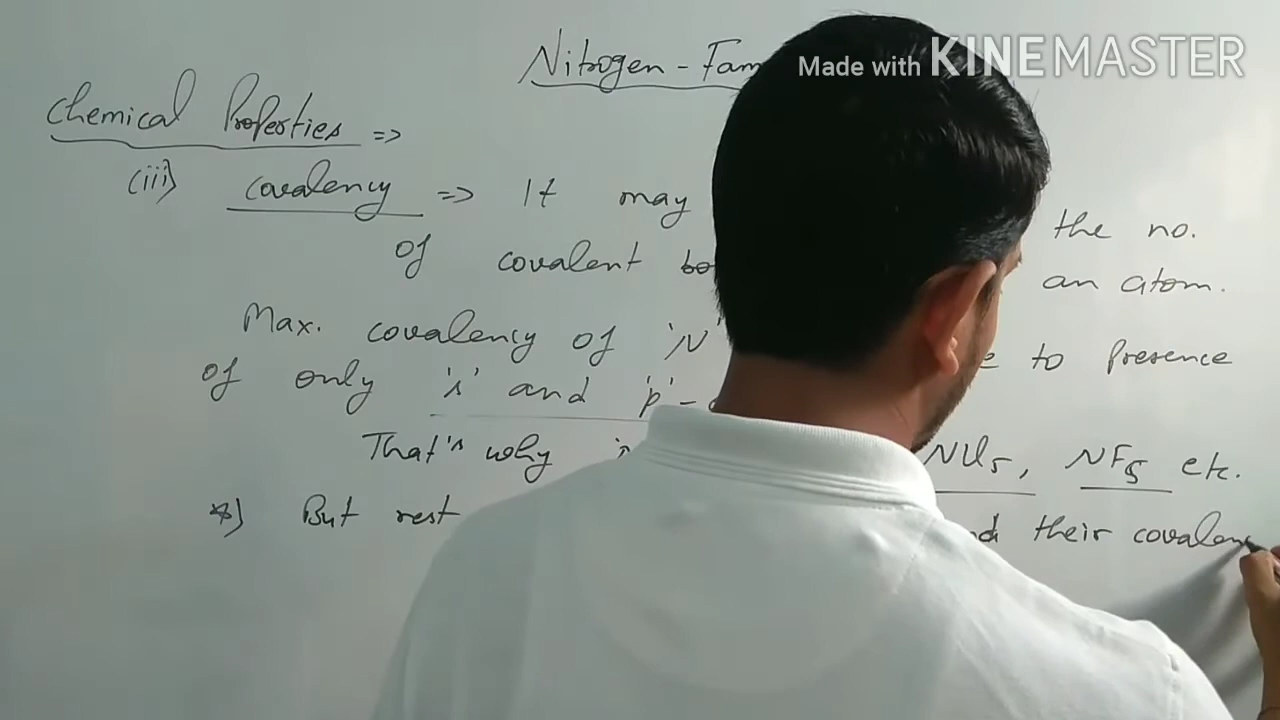 Nitrogen - Fam
Made with KINEMASTER
Chemical Properties =>
(iii) Covalency => It may the no.
of covalent bo an atom.
Max. covalency of 'N' e to Presence
of only 's' and 'p'-
That's why NCl5, NF5 etc.
*) But rest nd their covalen